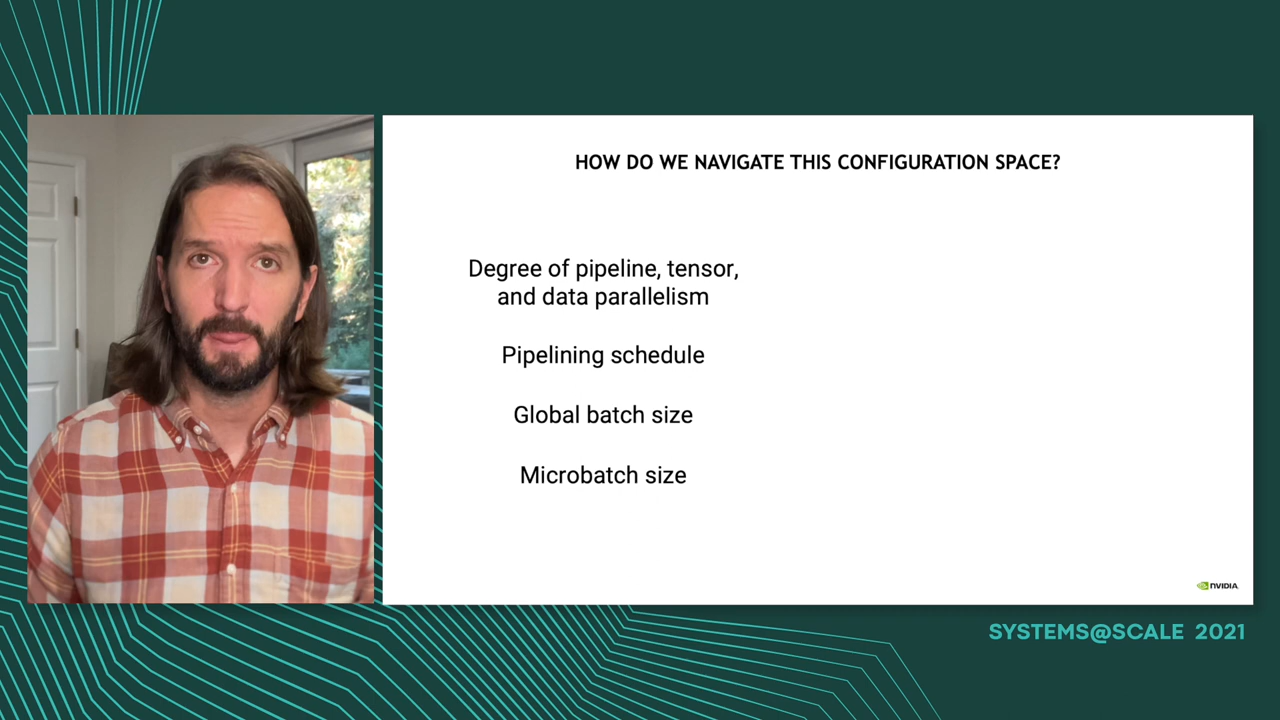 HOW DO WE NAVIGATE THIS CONFIGURATION SPACE?
Degree of pipeline, tensor,
and data parallelism
Pipelining schedule
Global batch size
Microbatch size
NVIDIA
SYSTEMS@SCALE 2021